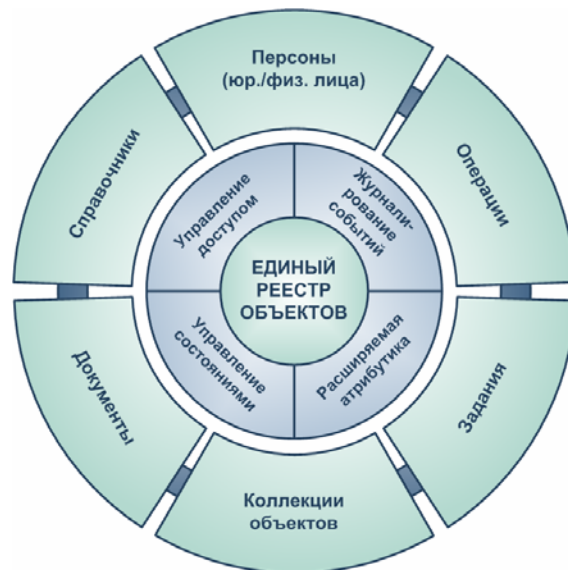 Персоны
(юр./физ. лица)
Справочники
Операции
Управление
доступом
Журнали-
рование
событий
ЕДИНЫЙ
РЕЕСТР
ОБЪЕКТОВ
Управление
состояниями
Расширяемая
атрибутика
Документы
Задания
Коллекции
объектов